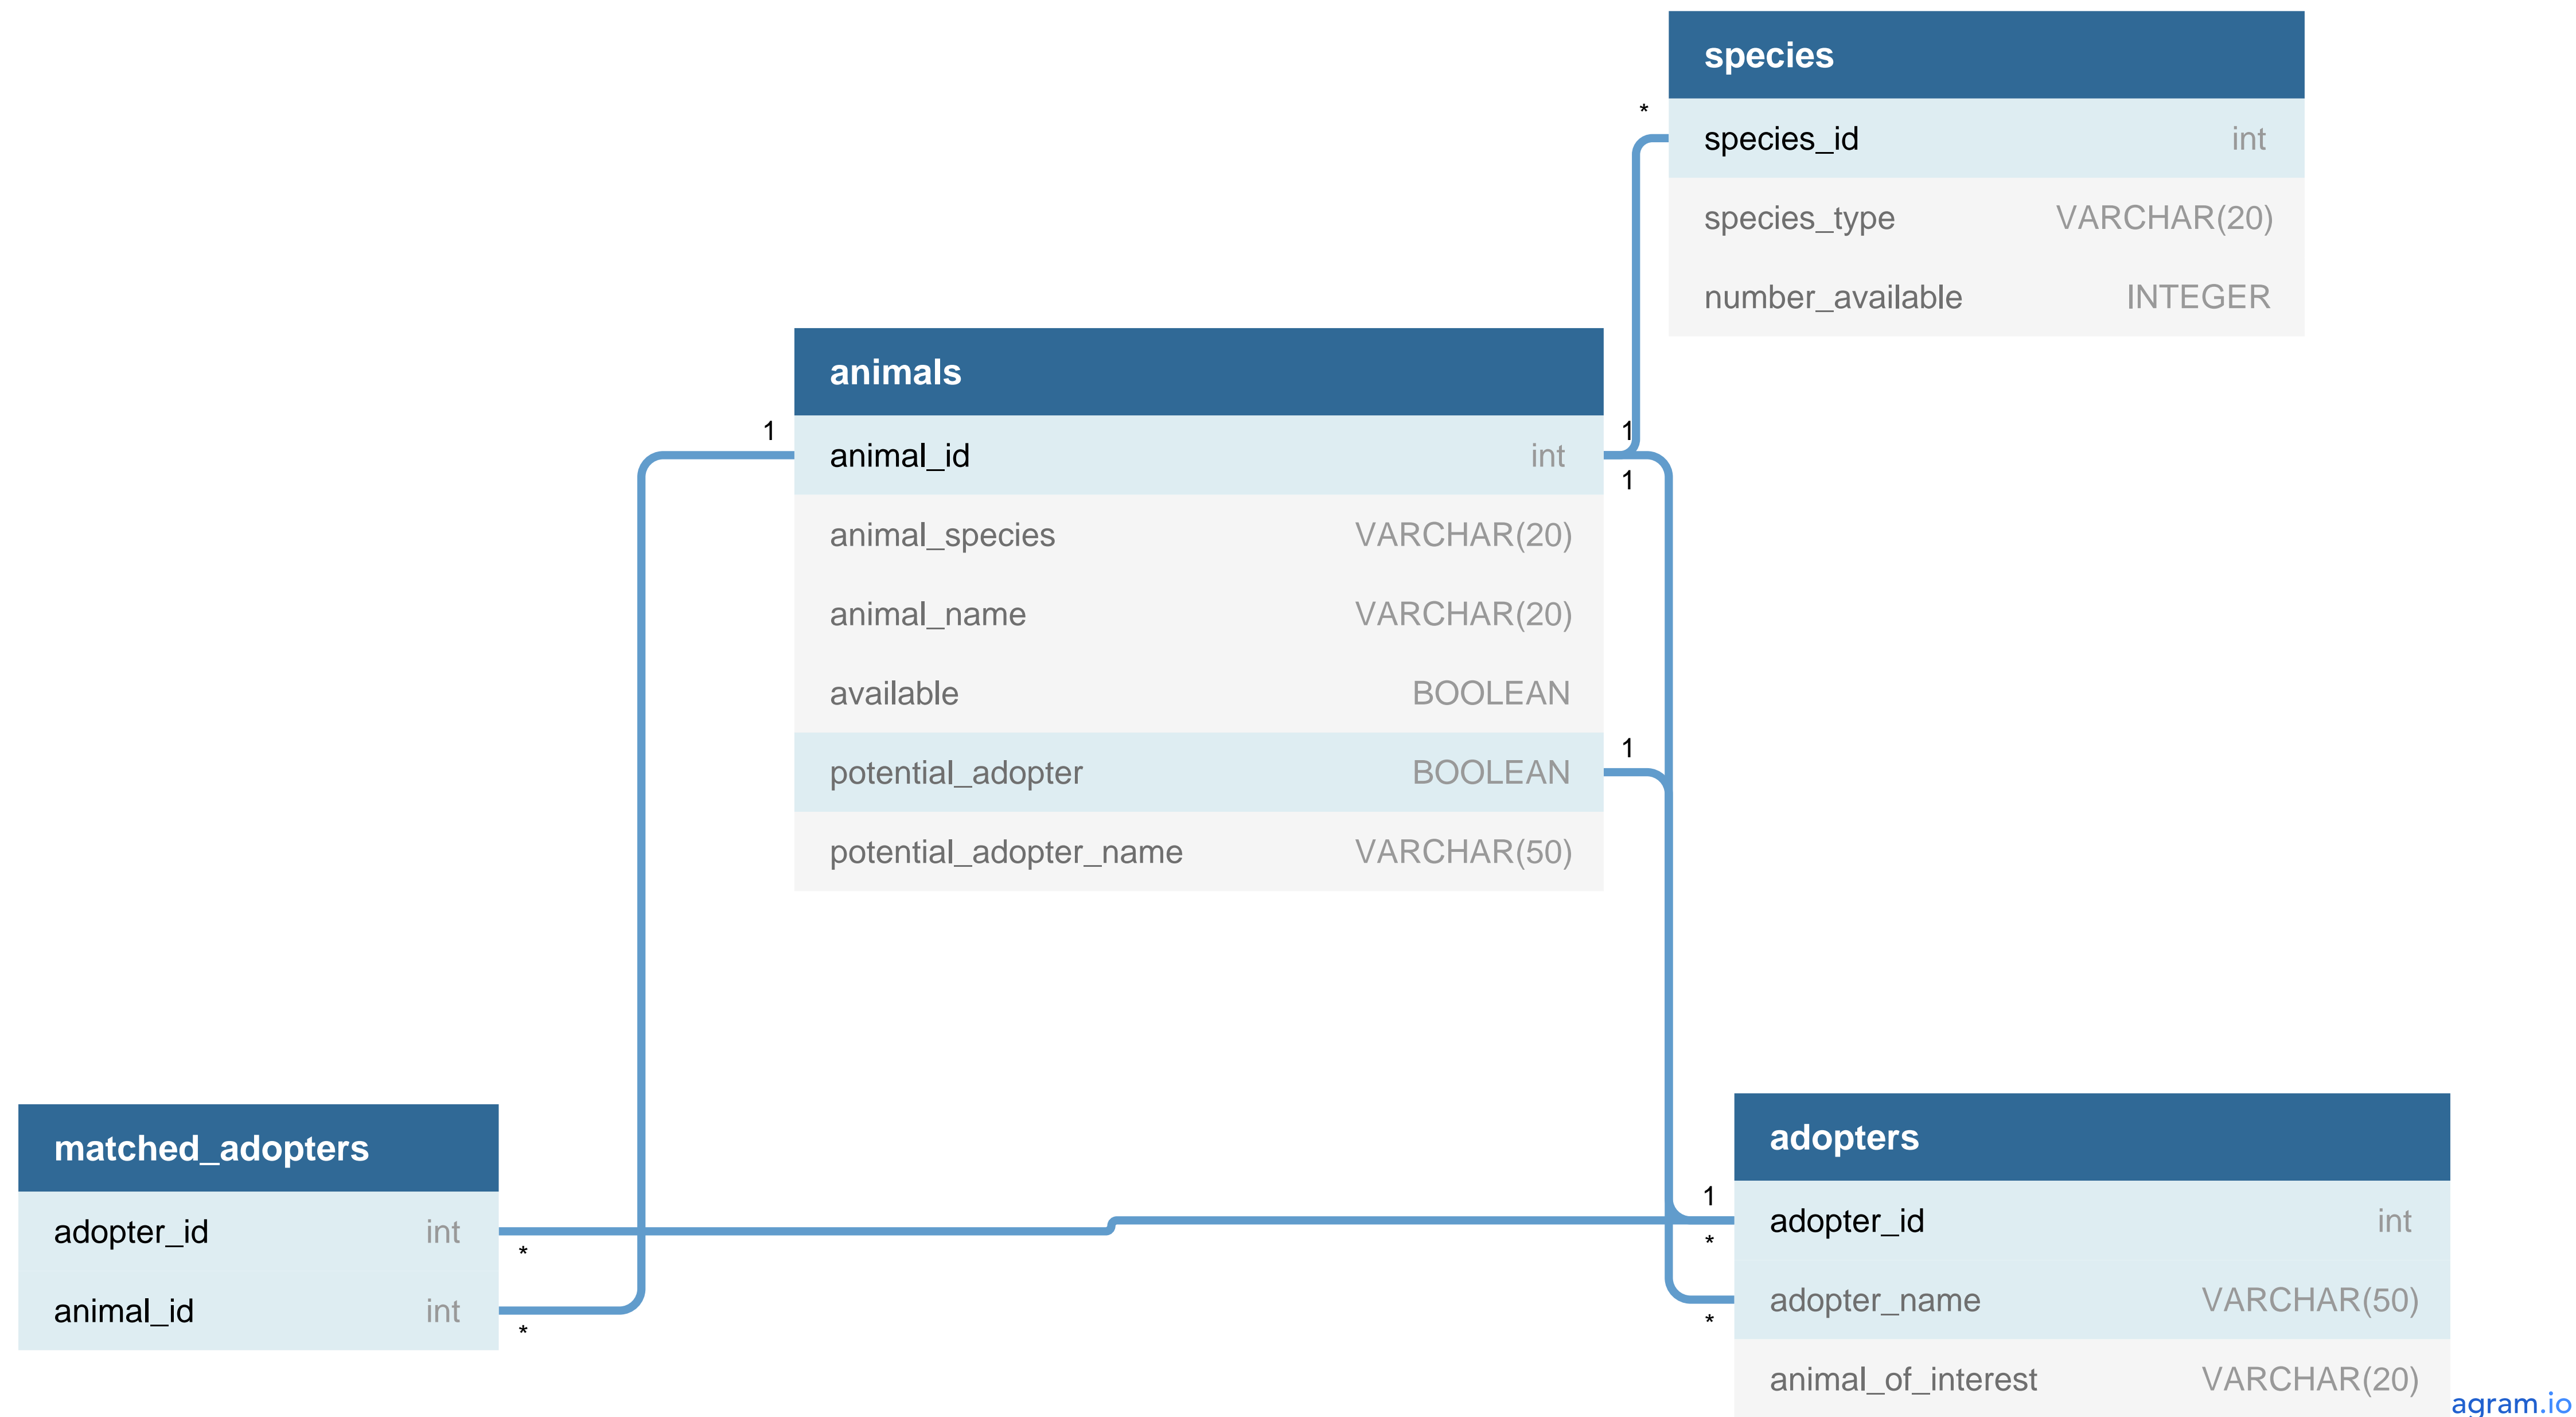 species
*
species_id int
species_type VARCHAR(20)
number_available INTEGER
animals
1
1
animal_id int
1
animal_species VARCHAR(20)
animal_name VARCHAR(20)
available BOOLEAN
1
potential_adopter BOOLEAN
potential_adopter_name VARCHAR(50)
matched_adopters
adopter_id int
*
animal_id int
*
adopters
1
adopter_id int
*
adopter_name VARCHAR(50)
*
animal_of_interest VARCHAR(20)
agram.io